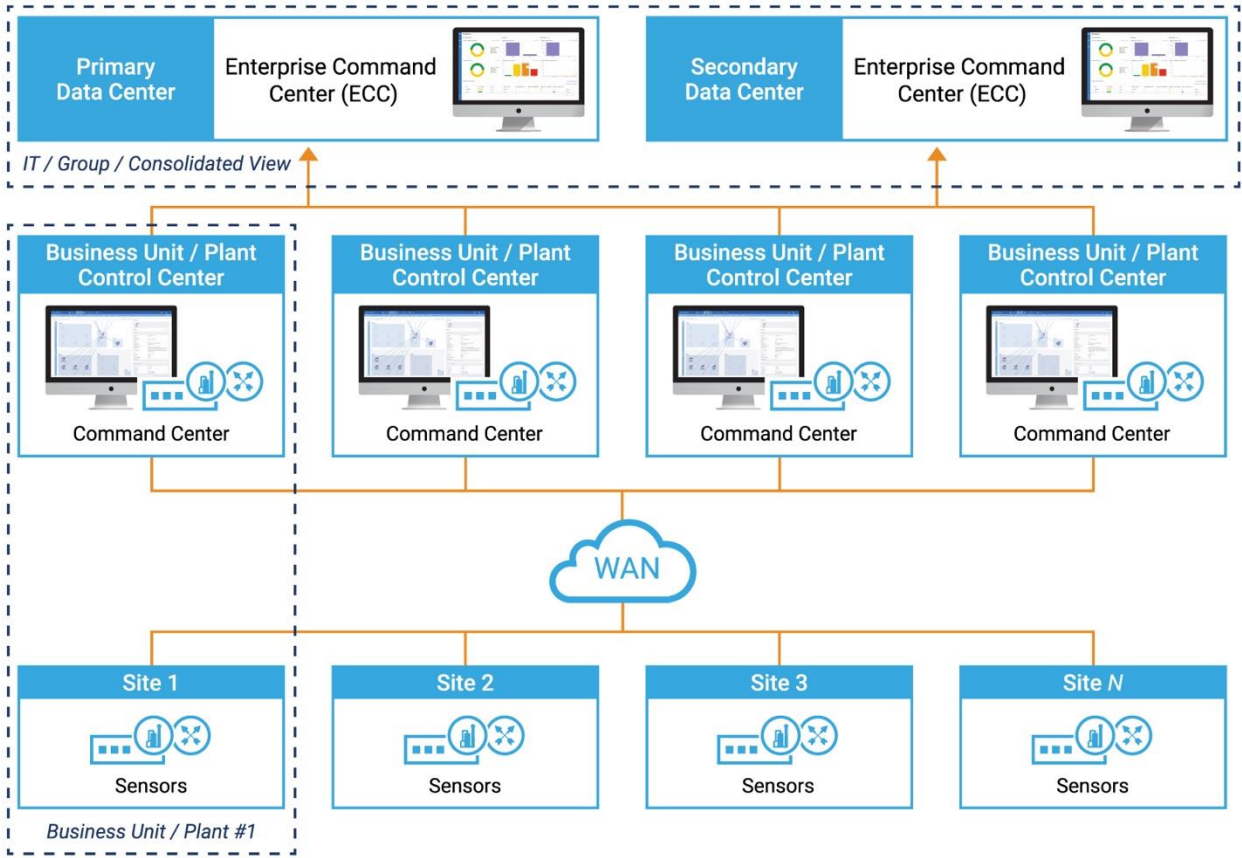 Primary
Data Center
Enterprise Command
Center (ECC)
Secondary
Data Center
Enterprise Command
Center (ECC)
IT / Group / Consolidated View
Business Unit / Plant
Control Center
Command Center
Business Unit / Plant
Control Center
Command Center
Business Unit / Plant
Control Center
Command Center
Business Unit / Plant
Control Center
Command Center
WAN
Site 1
Sensors
Site 2
Sensors
Site 3
Sensors
Site N
Sensors
Business Unit / Plant #1